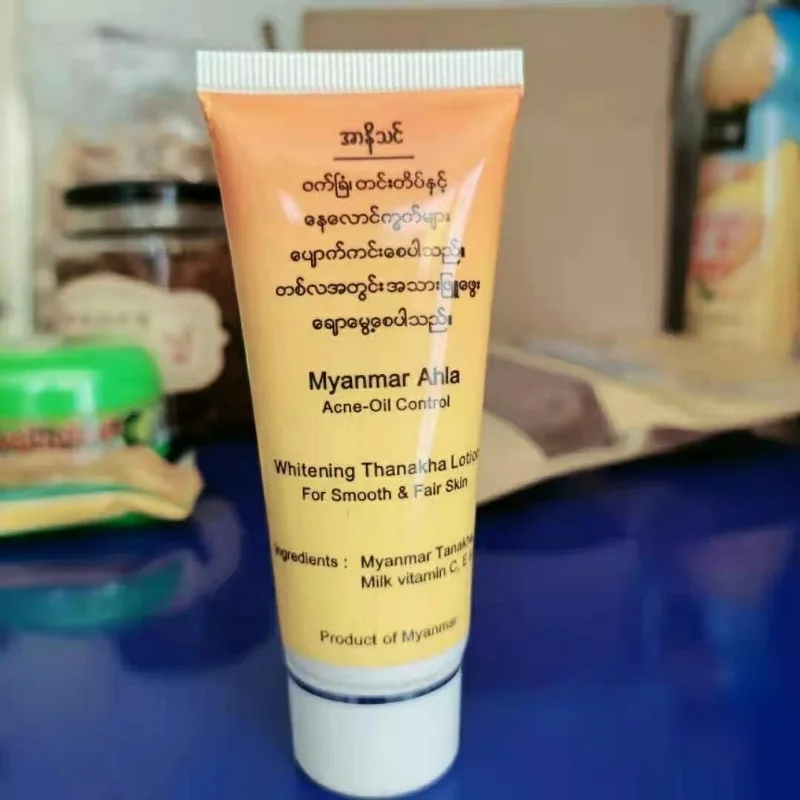 အာနိသင်
ဝက်ခြံ၊ တင်းတိပ်နှင့်
နေလောင်ကွက်များ
ပျောက်ကင်းစေပါသည်။
တစ်လအတွင်း အသားဖြူဖွေး
ချောမွေ့စေပါသည်။
Myanmar Ahla
Acne-Oil Control
Whitening Thanakha Lotion
For Smooth & Fair Skin
Ingredients : Myanmar Tanakha
Milk vitamin C, E
Product of Myanmar